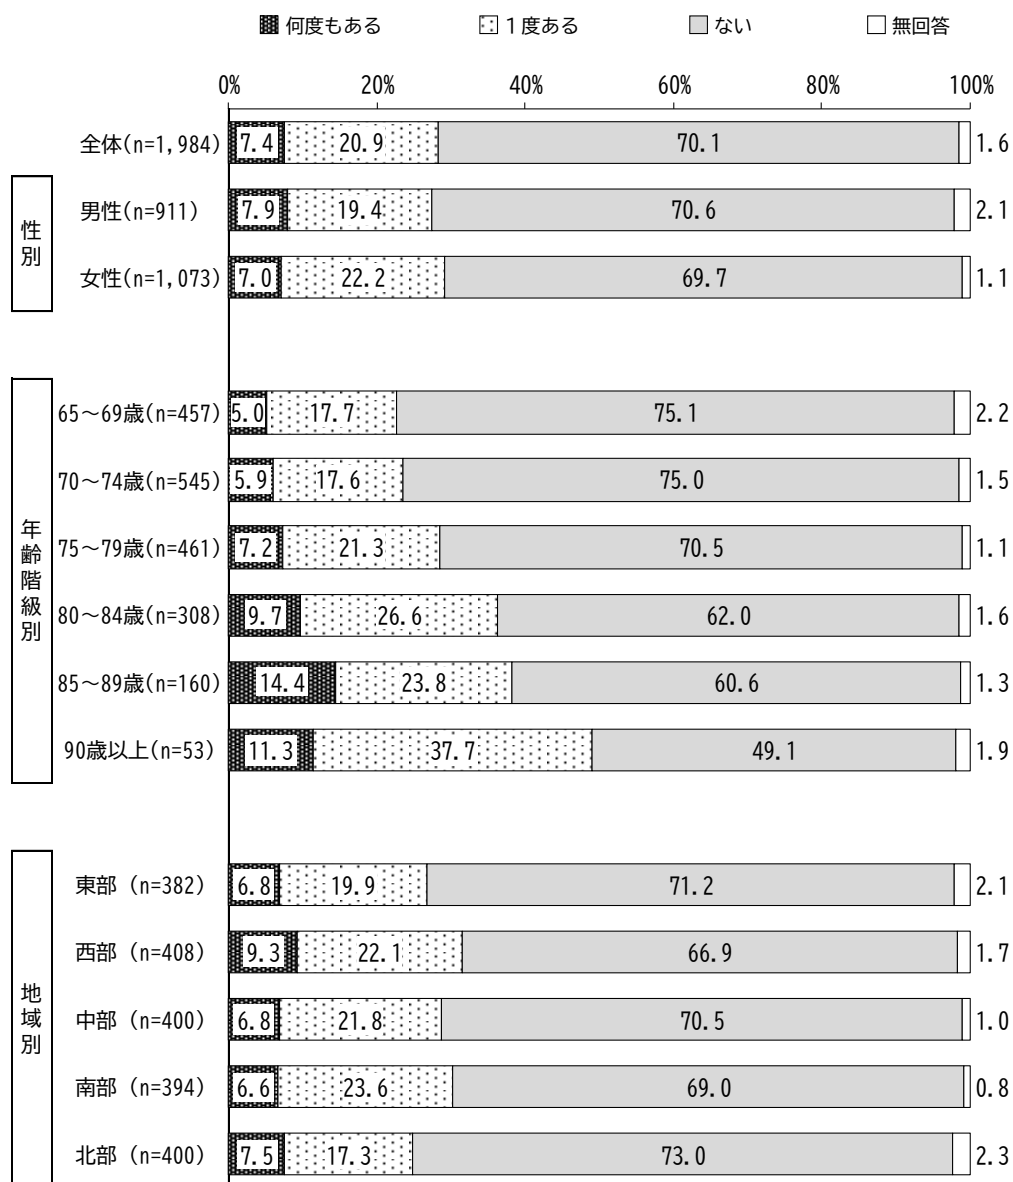 何度もある １度ある ない 無回答
0% 20% 40% 60% 80% 100%
全体(n=1,984) 7.4 20.9 70.1 1.6
性別
男性(n=911) 7.9 19.4 70.6 2.1
女性(n=1,073) 7.0 22.2 69.7 1.1
年齢階級別
65～69歳(n=457) 5.0 17.7 75.1 2.2
70～74歳(n=545) 5.9 17.6 75.0 1.5
75～79歳(n=461) 7.2 21.3 70.5 1.1
80～84歳(n=308) 9.7 26.6 62.0 1.6
85～89歳(n=160) 14.4 23.8 60.6 1.3
90歳以上(n=53) 11.3 37.7 49.1 1.9
地域別
東部 (n=382) 6.8 19.9 71.2 2.1
西部 (n=408) 9.3 22.1 66.9 1.7
中部 (n=400) 6.8 21.8 70.5 1.0
南部 (n=394) 6.6 23.6 69.0 0.8
北部 (n=400) 7.5 17.3 73.0 2.3